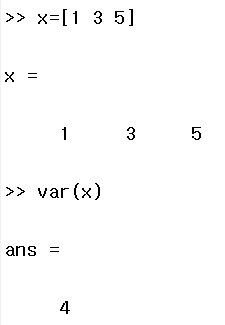 >> x=[1 3 5]
x =
1 3 5
>> var(x)
ans =
4